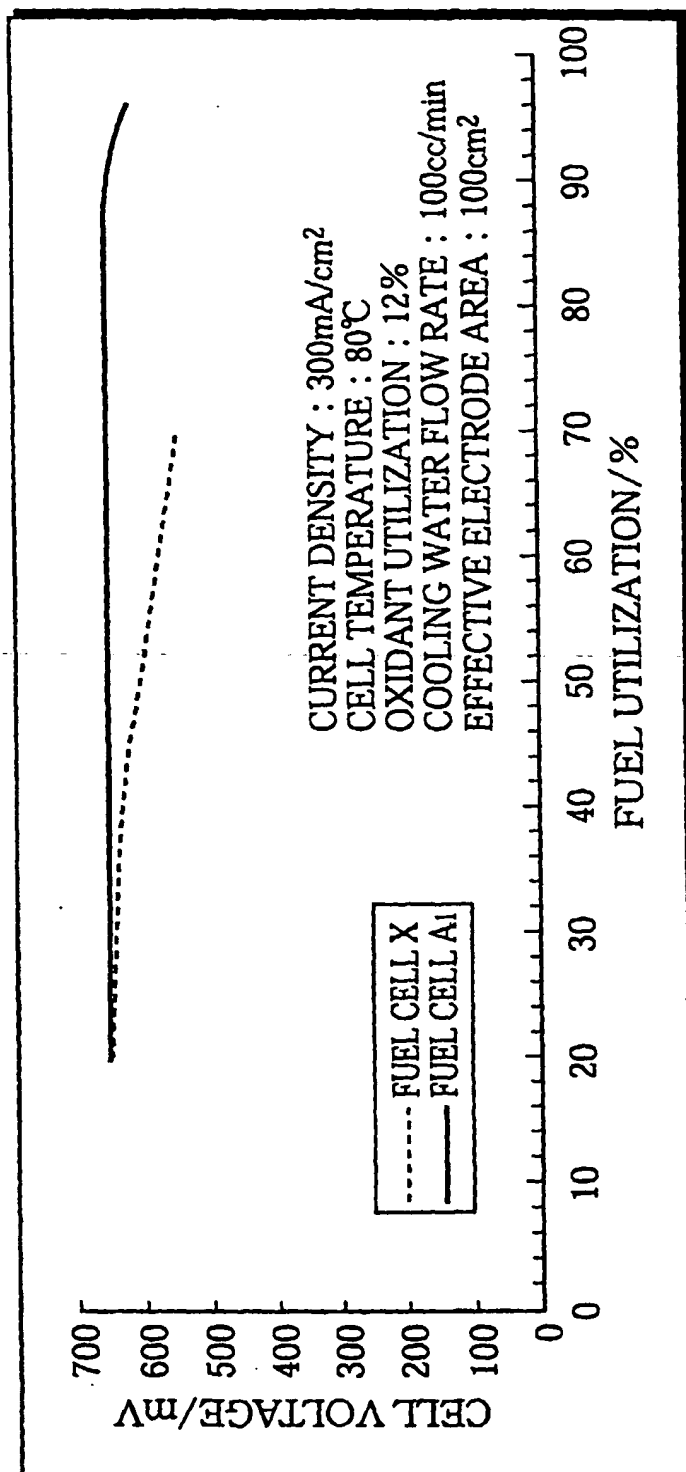 CELL VOLTAGE/mV
700
600
500
400
300
200
100
0
0 10 20 30 40 50 60 70 80 90 100
FUEL UTILIZATION/%
FUEL CELL X
FUEL CELL A1
CURRENT DENSITY : 300mA/cm²
CELL TEMPERATURE : 80℃
OXIDANT UTILIZATION : 12%
COOLING WATER FLOW RATE : 100cc/min
EFFECTIVE ELECTRODE AREA : 100cm²